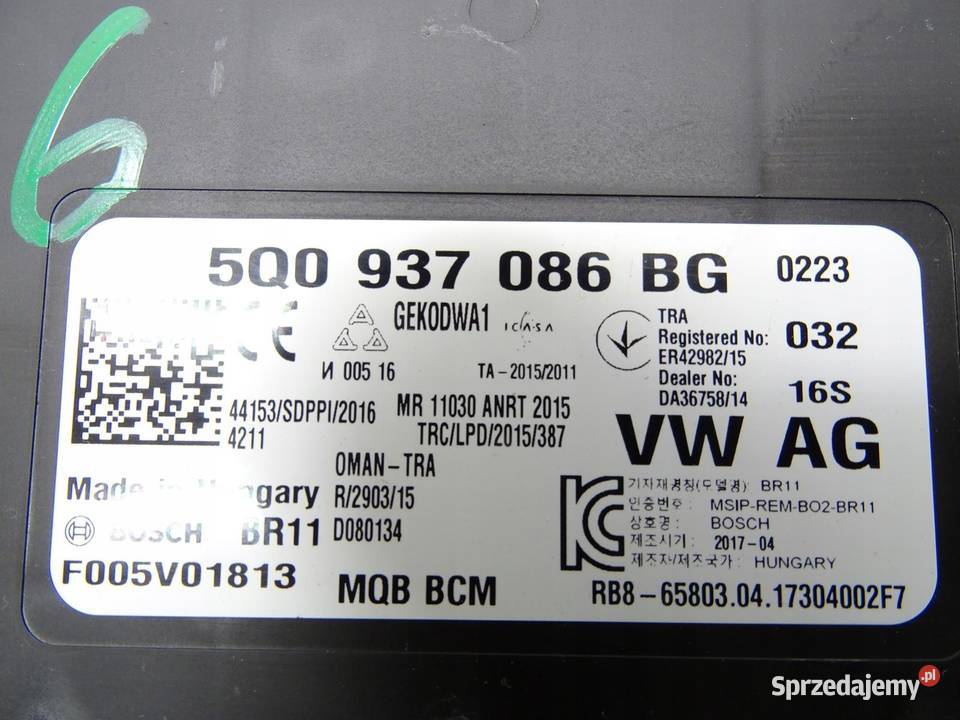 6
5Q0 937 086 BG 0223
CE
GEKODWA1 ICASA
И 005 16
TA-2015/2011
TRA
Registered No: 032
ER42982/15
Dealer No:
DA36758/14 16S
44153/SDPPI/2016
4211
MR 11030 ANRT 2015
TRC/LPD/2015/387
VW AG
OMAN-TRA
R/2903/15
D080134
Made in Hungary
BOSCH BR11
F005V01813
MQB BCM
기자재명칭(모델명): BR11
인증번호: MSIP-REM-BO2-BR11
상호명: BOSCH
제조시기: 2017-04
제조자/제조국가: HUNGARY
RB8-65803.04.17304002F7
Sprzedajemy.pl